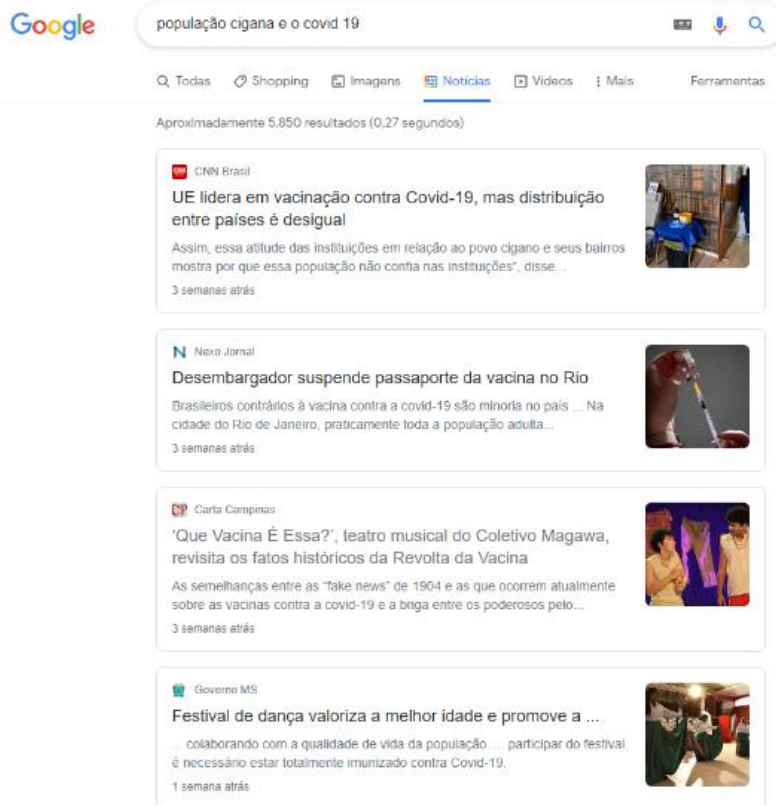 Google
população cigana e o covid 19
Todas Shopping Imagens Notícias Vídeos Mais Ferramentas
Aproximadamente 5.850 resultados (0,27 segundos)
CNN Brasil
UE lidera em vacinação contra Covid-19, mas distribuição
entre países é desigual
Assim, essa atitude das instituições em relação ao povo cigano e seus bairros
mostra por que essa população não confia nas instituições", disse...
3 semanas atrás
N Nexo Jornal
Desembargador suspende passaporte da vacina no Rio
Brasileiros contrários à vacina contra a covid-19 são minoria no país ... Na
cidade do Rio de Janeiro, praticamente toda a população adulta...
3 semanas atrás
Carta Campinas
'Que Vacina É Essa?', teatro musical do Coletivo Magawa,
revisita os fatos históricos da Revolta da Vacina
As semelhanças entre as "fake news" de 1904 e as que ocorrem atualmente
sobre as vacinas contra a covid-19 e a briga entre os poderosos pelo...
3 semanas atrás
Governo MS
Festival de dança valoriza a melhor idade e promove a ...
... colaborando com a qualidade de vida da população. ... participar do festival
é necessário estar totalmente imunizado contra Covid-19.
1 semana atrás